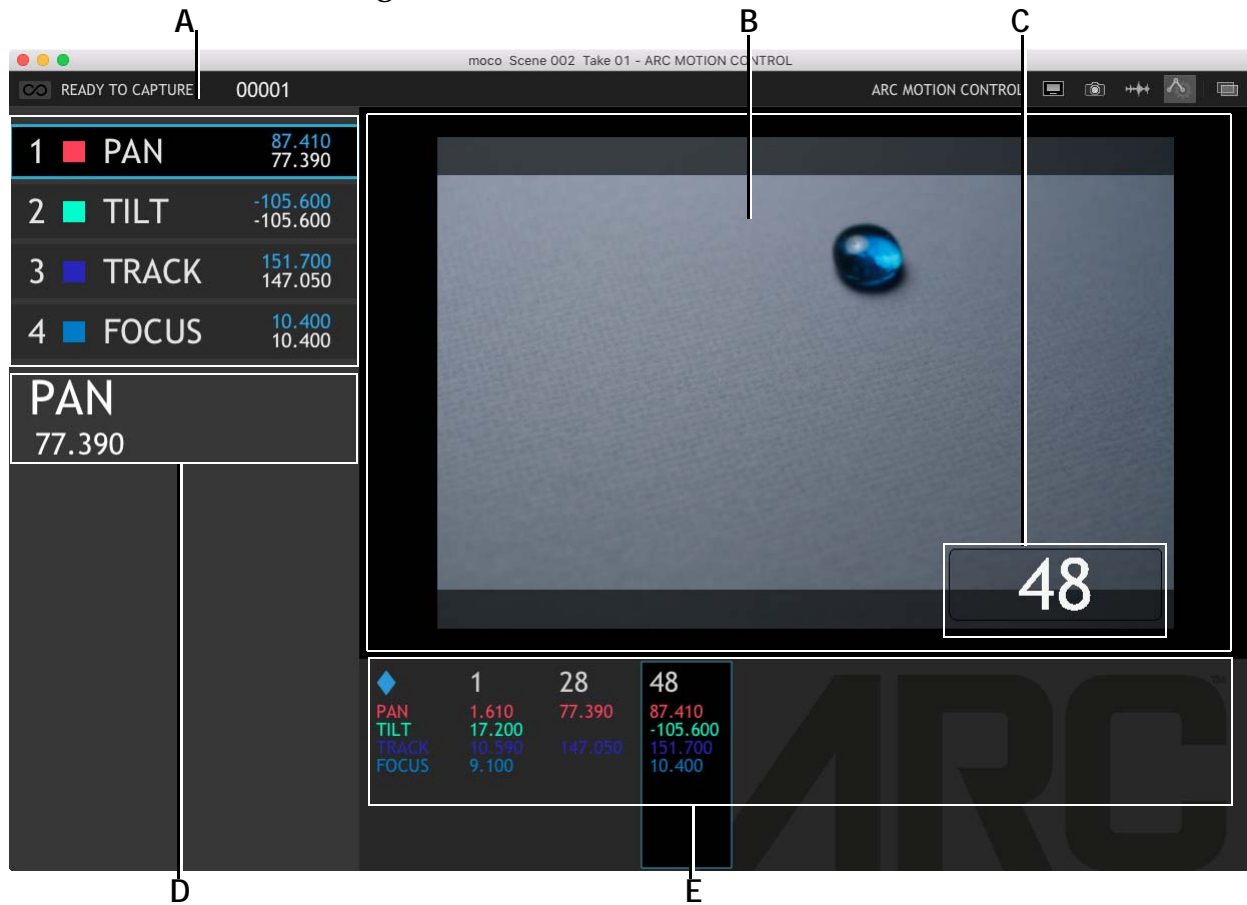 A B C
moco Scene 002 Take 01 - ARC MOTION CONTROL
READY TO CAPTURE 00001 ARC MOTION CONTROL
1 PAN 87.410
77.390
2 TILT -105.600
-105.600
3 TRACK 151.700
147.050
4 FOCUS 10.400
10.400
PAN
77.390
48
1 28 48
PAN 1.610 77.390 87.410
TILT 17.200 -105.600
TRACK 10.590 147.050 151.700
FOCUS 9.100 10.400
ARC™
D E